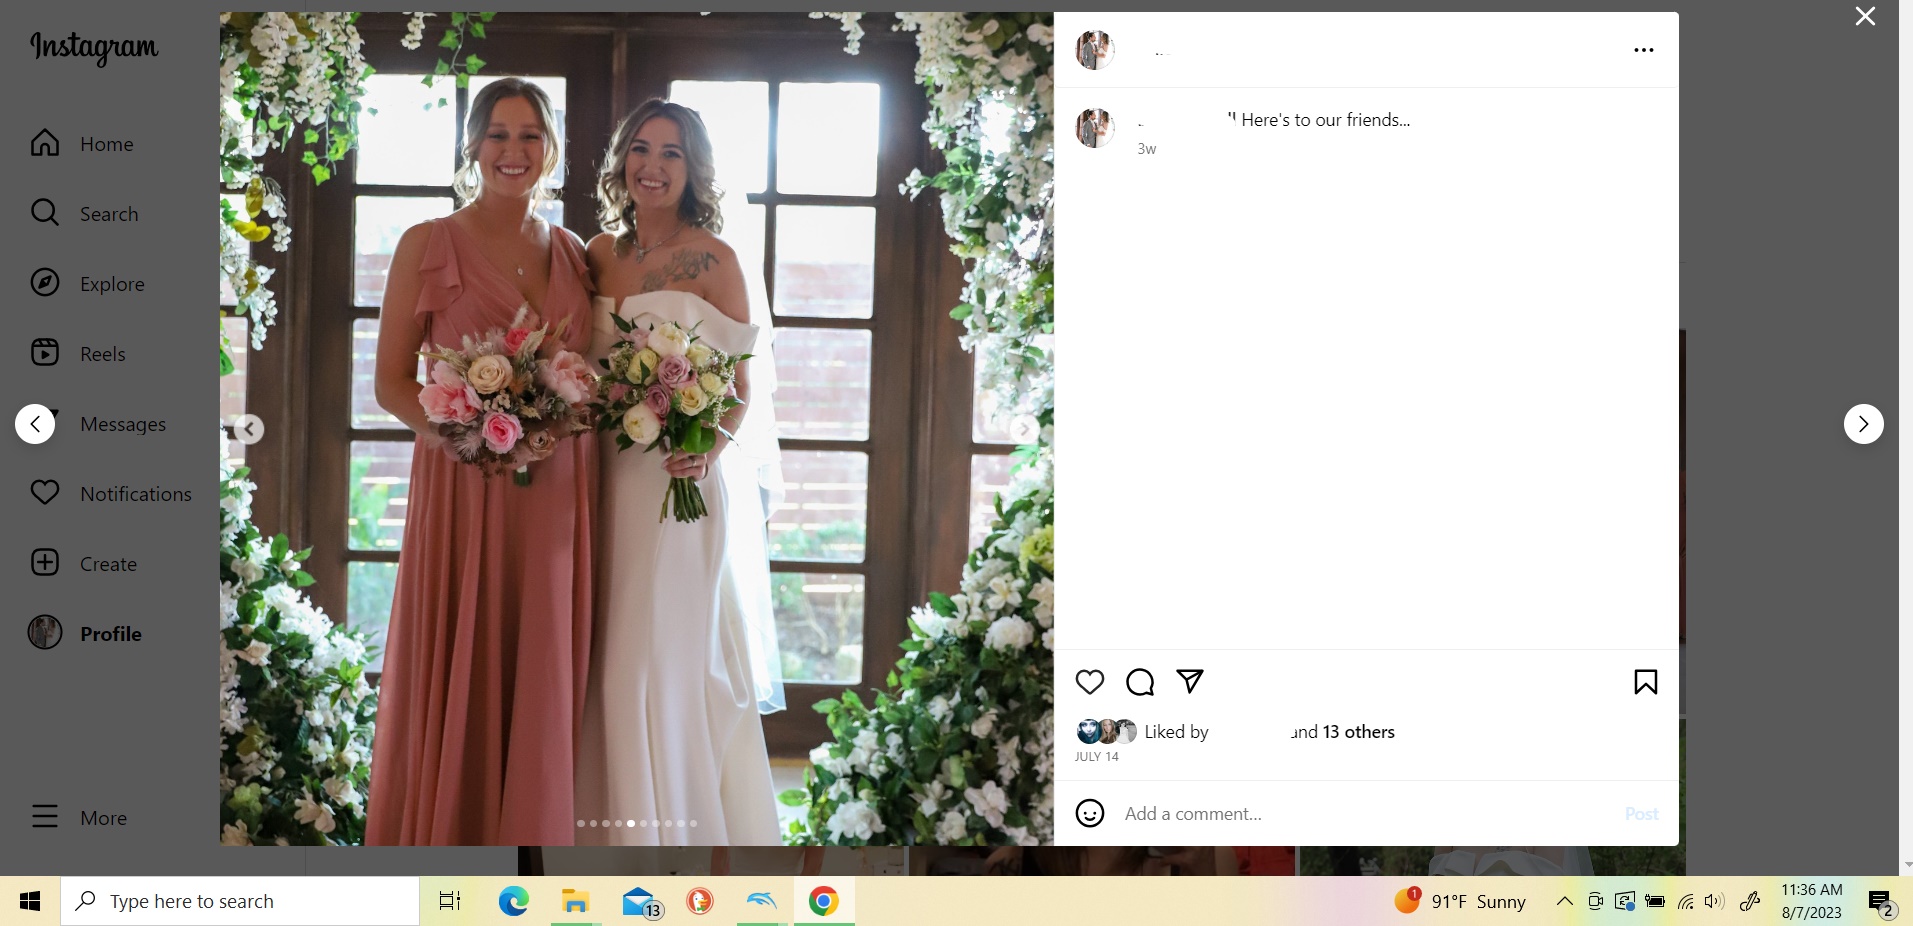 Instagram
Home
Search
Explore
Reels
Messages
Notifications
Create
Profile
More
Here's to our friends...
3w
Liked by and 13 others
JULY 14
Add a comment...
Post
Type here to search
13
1
91°F Sunny
11:36 AM
8/7/2023
2